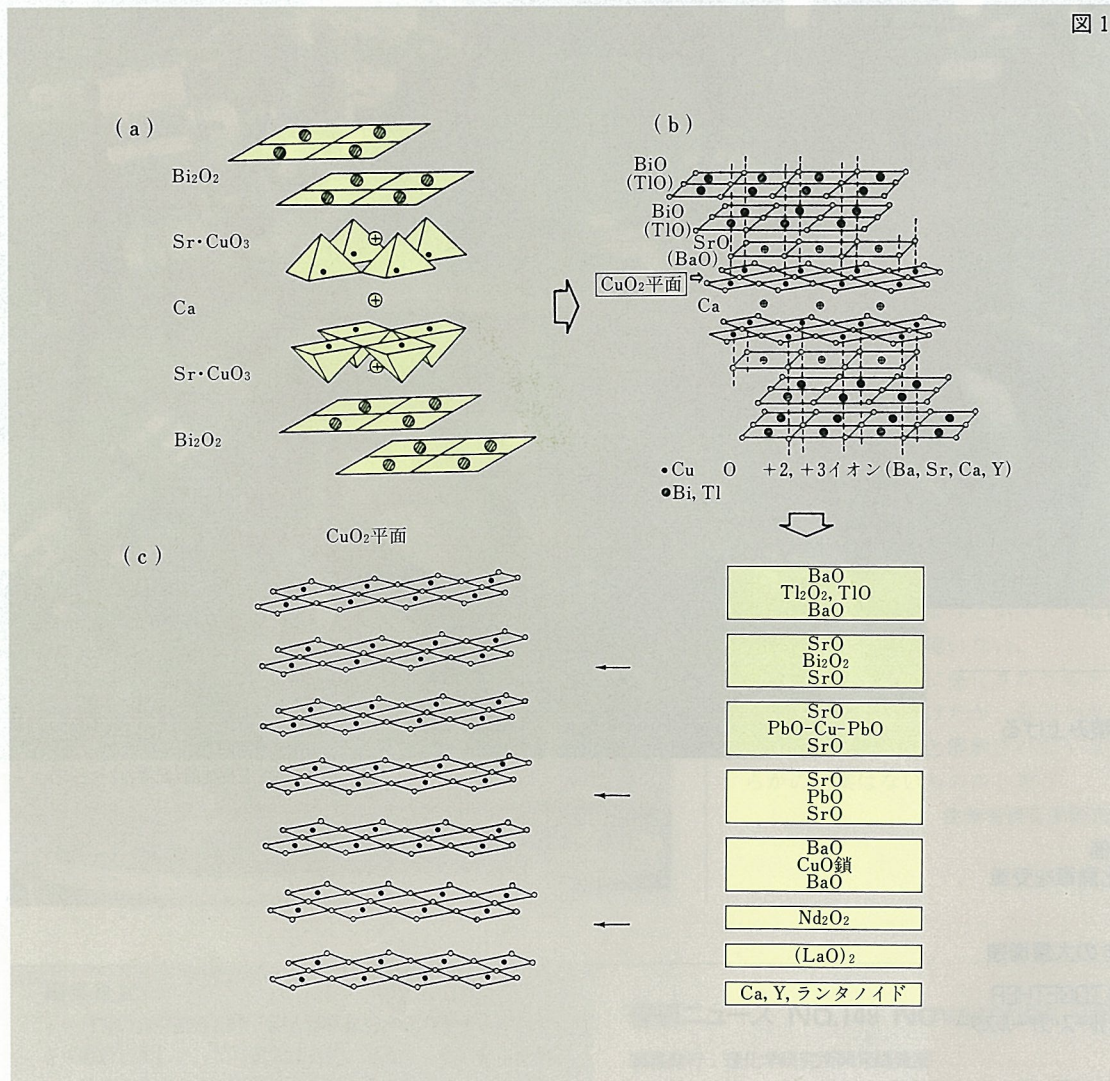 図1
(a)
Bi₂O₂
Sr·CuO₃
Ca
Sr·CuO₃
Bi₂O₂
(b)
BiO
(TlO)
BiO
(TlO)
SrO
(BaO)
CuO₂平面
Ca
•Cu O +2, +3イオン(Ba, Sr, Ca, Y)
Bi, Tl
(c)
CuO₂平面
BaO
Tl₂O₂, TlO
BaO
SrO
Bi₂O₂
SrO
SrO
PbO-Cu-PbO
SrO
SrO
PbO
SrO
BaO
CuO鎖
BaO
Nd₂O₂
(LaO)₂
Ca, Y, ランタノイド